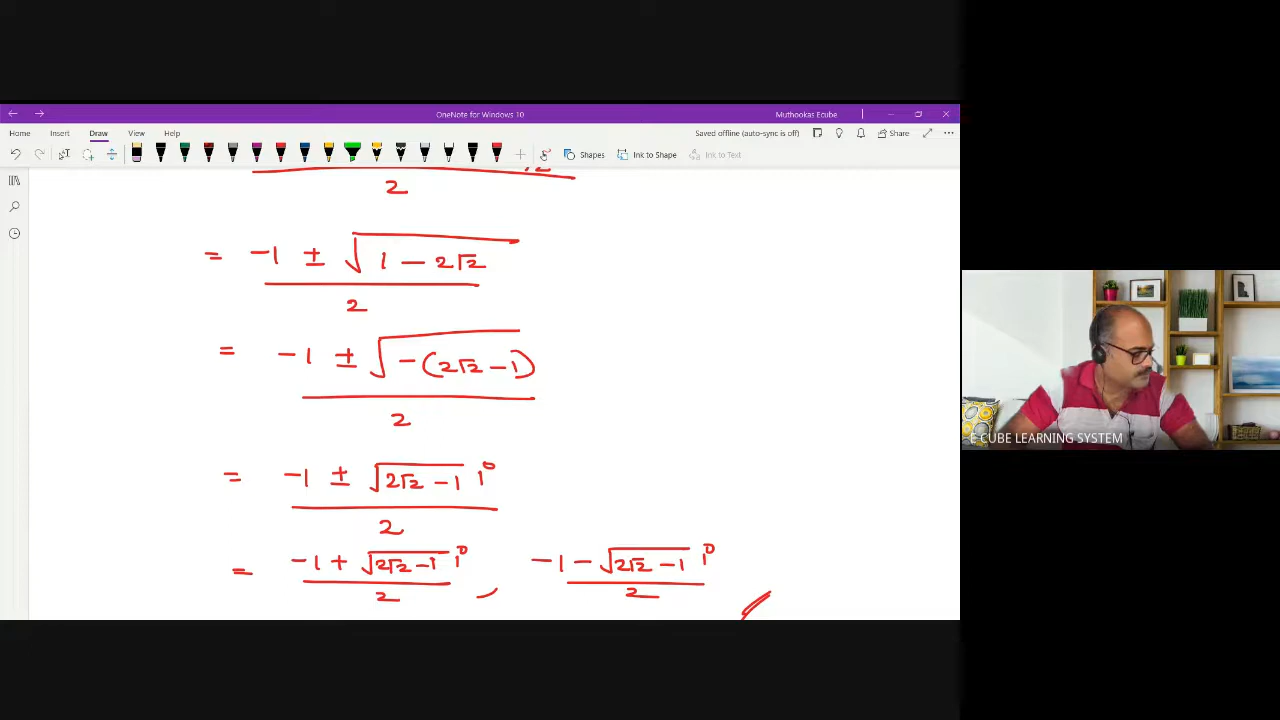 OneNote for Windows 10
Muthookas Ecube
Home Insert Draw View Help
Saved offline (auto-sync is off) Share
Shapes Ink to Shape Ink to Text
2
= -1 ± √(1 - 2√2)
2
= -1 ± √(-(2√2 - 1))
2
= -1 ± √(2√2 - 1) i
2
= -1 + √(2√2 - 1) i , -1 - √(2√2 - 1) i
2 2
E CUBE LEARNING SYSTEM